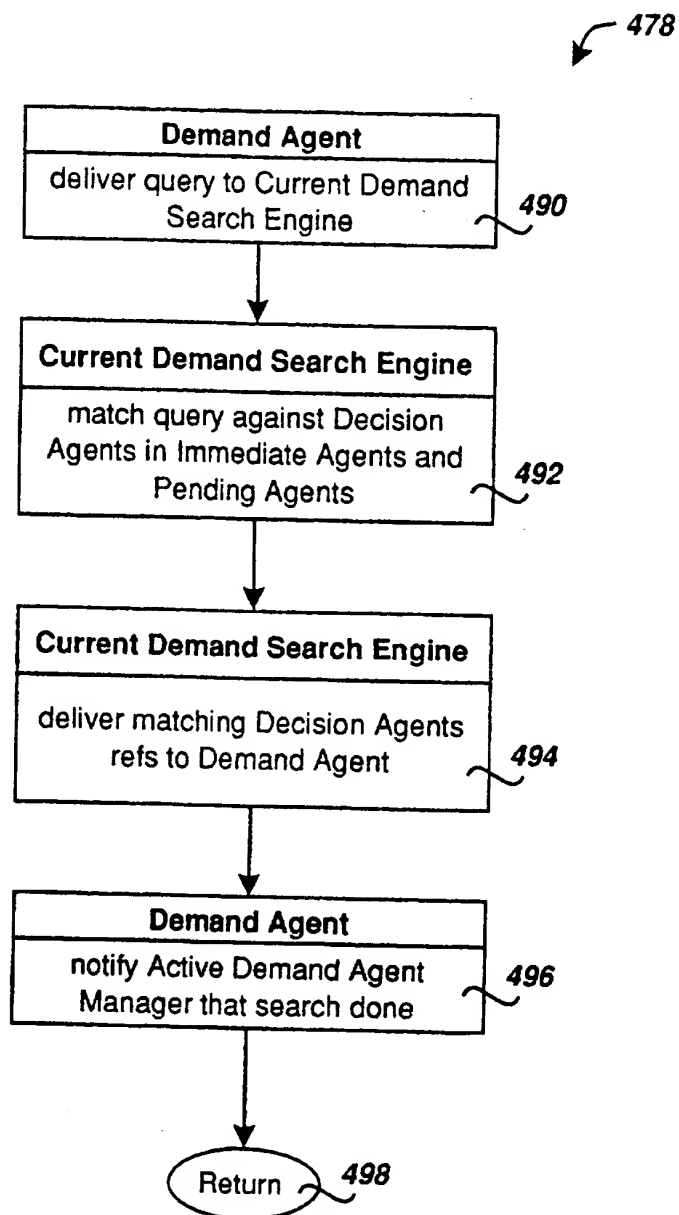 478
Demand Agent
deliver query to Current Demand
Search Engine
490
Current Demand Search Engine
match query against Decision
Agents in Immediate Agents and
Pending Agents
492
Current Demand Search Engine
deliver matching Decision Agents
refs to Demand Agent
494
Demand Agent
notify Active Demand Agent
Manager that search done
496
Return
498